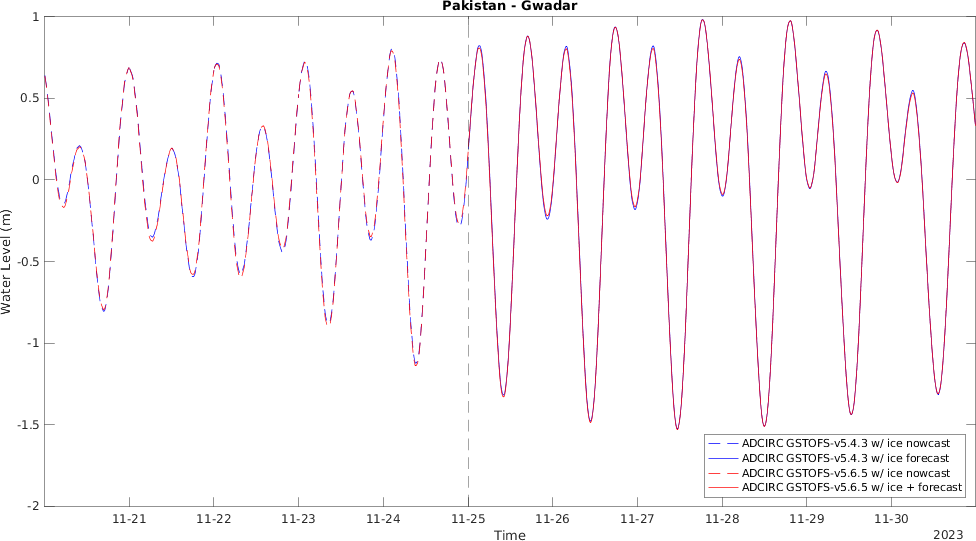 Pakistan - Gwadar
1
0.5
0
-0.5
-1
-1.5
-2
Water Level (m)
ADCIRC GSTOFS-v5.4.3 w/ ice nowcast
ADCIRC GSTOFS-v5.4.3 w/ ice forecast
ADCIRC GSTOFS-v5.6.5 w/ ice nowcast
ADCIRC GSTOFS-v5.6.5 w/ ice + forecast
11-21 11-22 11-23 11-24 11-25 11-26 11-27 11-28 11-29 11-30
Time
2023